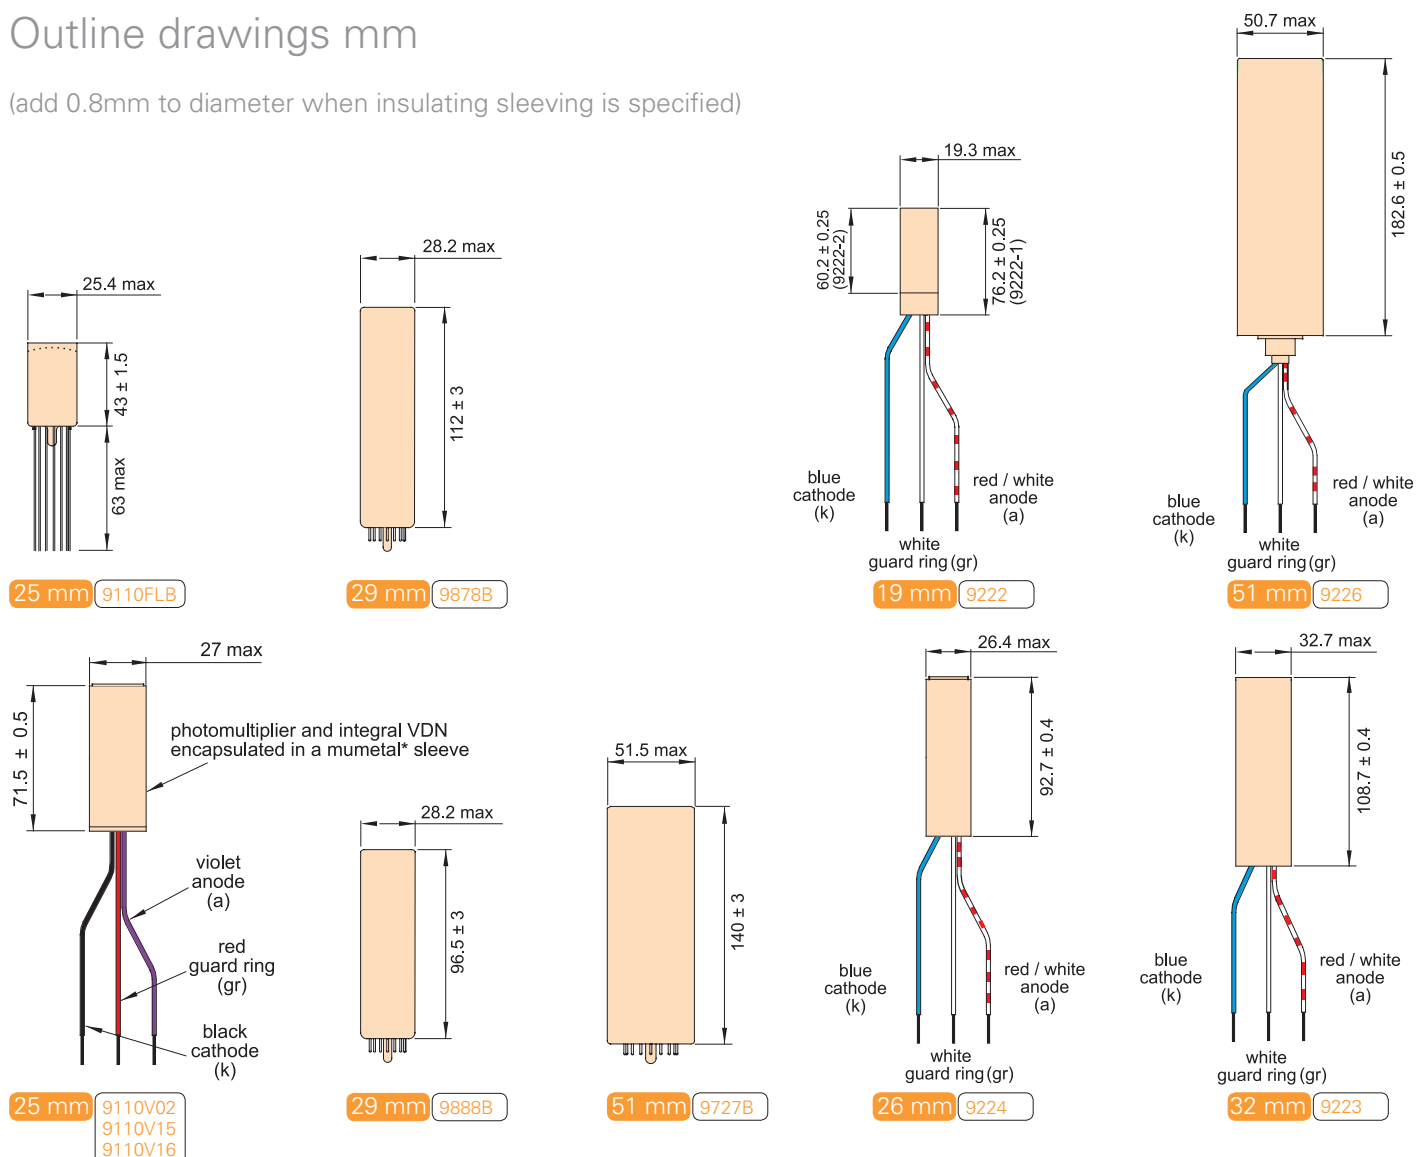 Outline drawings mm
(add 0.8mm to diameter when insulating sleeving is specified)
25.4 max
43 ± 1.5
63 max
25 mm 9110FLB
28.2 max
112 ± 3
29 mm 9878B
19.3 max
60.2 ± 0.25
(9222-2)
76.2 ± 0.25
(9222-1)
blue
cathode
(k)
red / white
anode
(a)
white
guard ring (gr)
19 mm 9222
50.7 max
182.6 ± 0.5
blue
cathode
(k)
red / white
anode
(a)
white
guard ring (gr)
51 mm 9226
27 max
71.5 ± 0.5
photomultiplier and integral VDN
encapsulated in a mumetal* sleeve
violet
anode
(a)
red
guard ring
(gr)
black
cathode
(k)
25 mm 9110V02
9110V15
9110V16
28.2 max
96.5 ± 3
29 mm 9888B
51.5 max
140 ± 3
51 mm 9727B
26.4 max
92.7 ± 0.4
blue
cathode
(k)
red / white
anode
(a)
white
guard ring (gr)
26 mm 9224
32.7 max
108.7 ± 0.4
blue
cathode
(k)
red / white
anode
(a)
white
guard ring (gr)
32 mm 9223